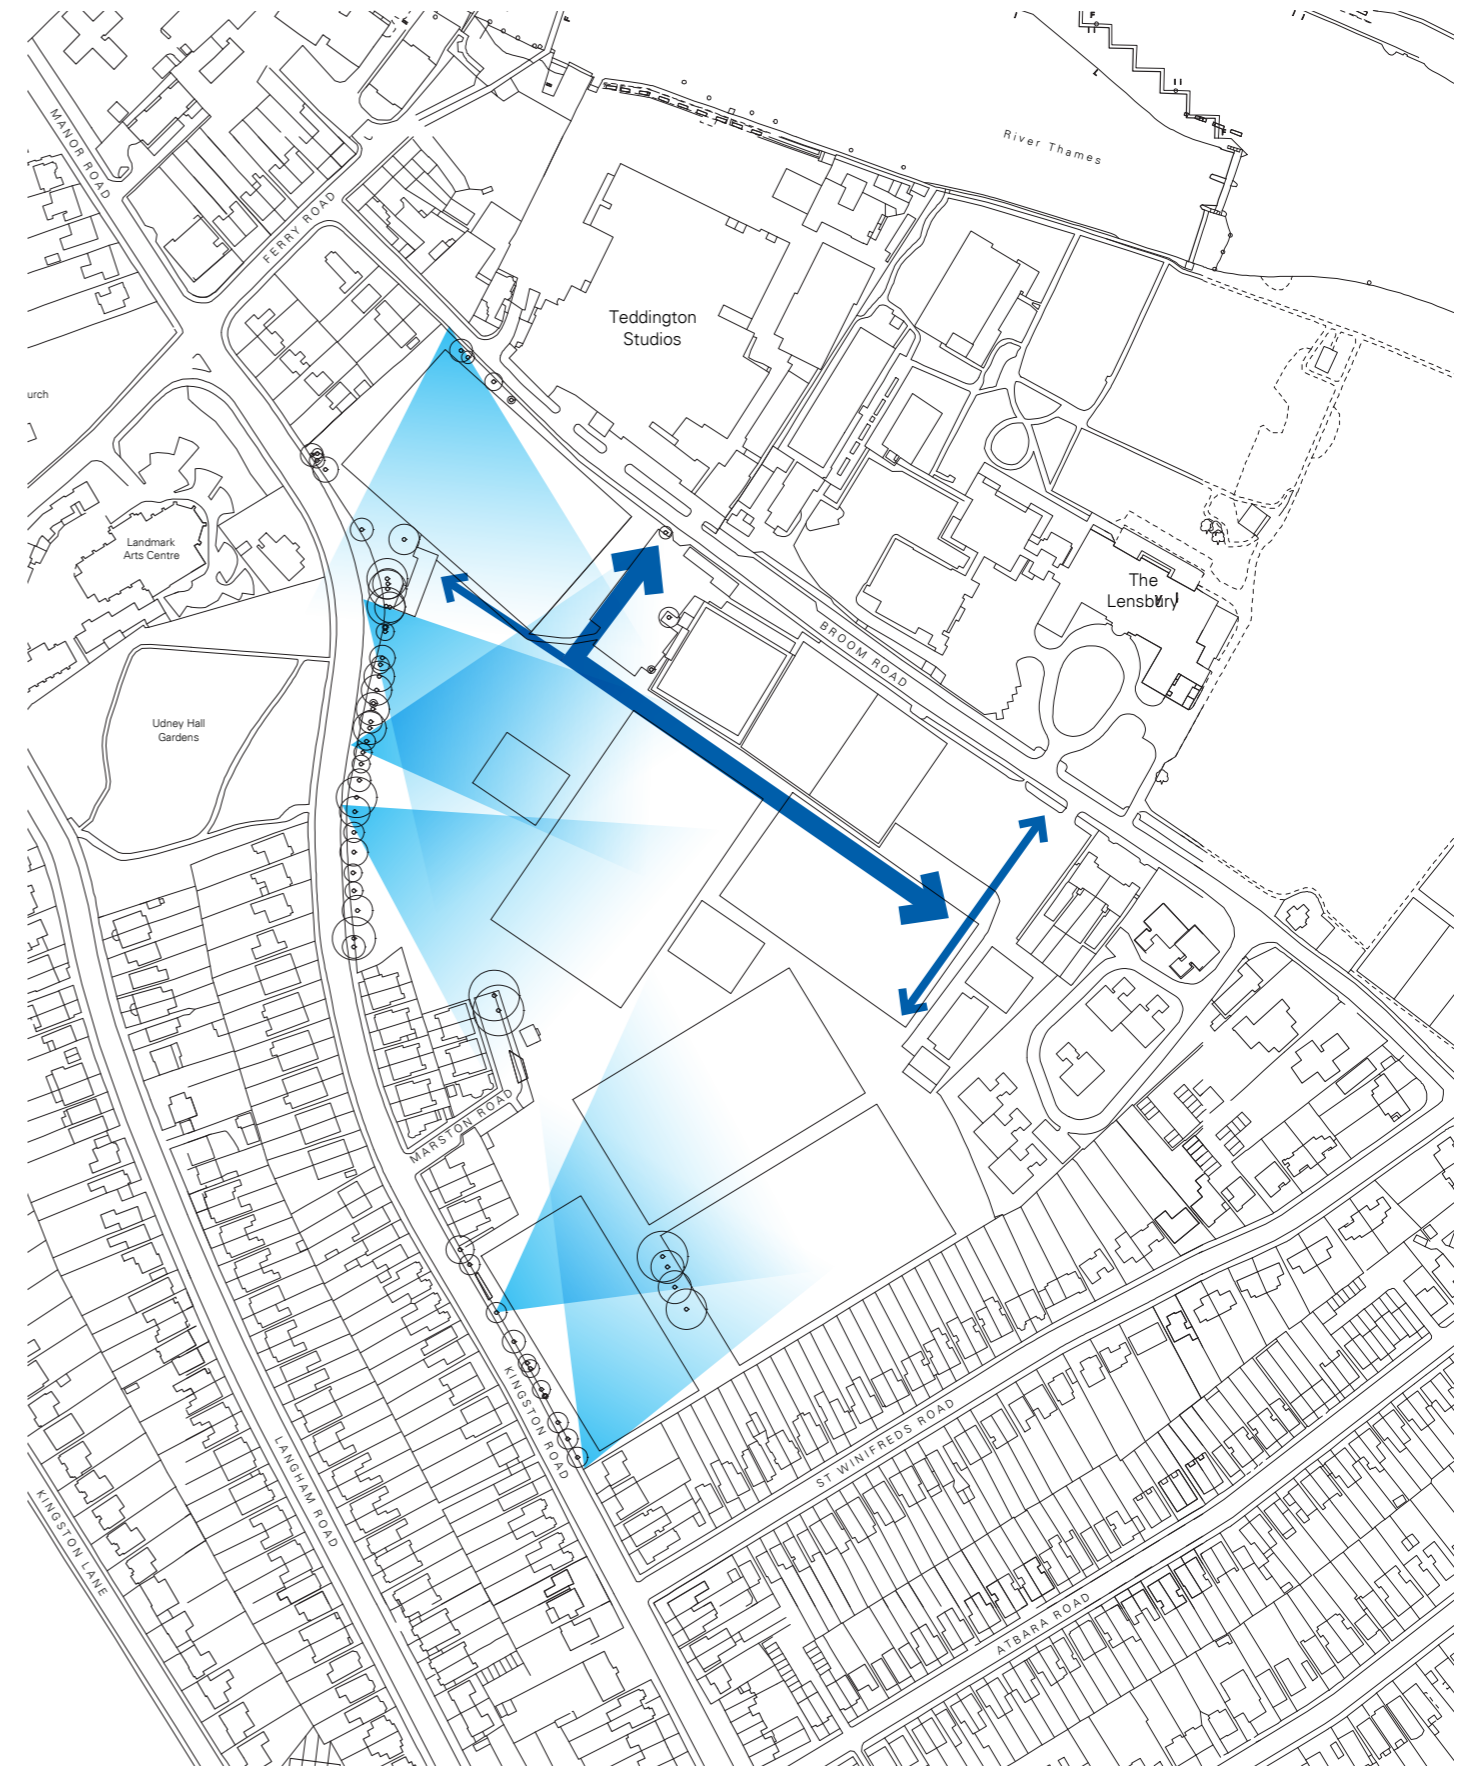 River Thames
MANOR ROAD
FERRY ROAD
Teddington
Studios
urch
Landmark
Arts Centre
The
Lensbury
BROOM ROAD
Udney Hall
Gardens
MARSTON ROAD
KINGSTON ROAD
ST WINIFREDS ROAD
LANGHAM ROAD
KINGSTON LANE
ATBARA ROAD